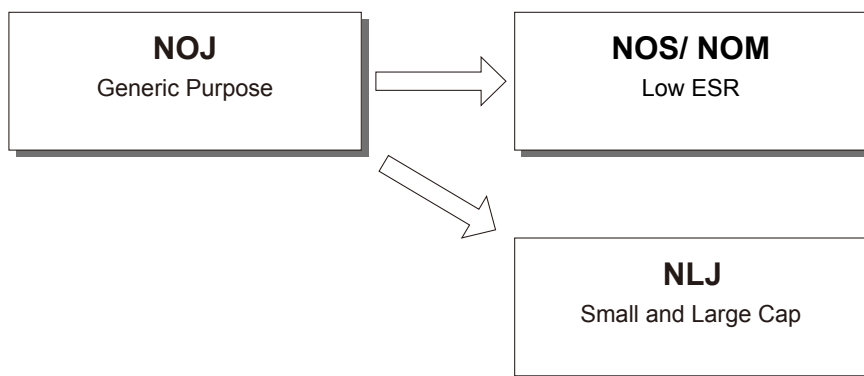 NOJ
Generic Purpose
NOS/ NOM
Low ESR
NLJ
Small and Large Cap